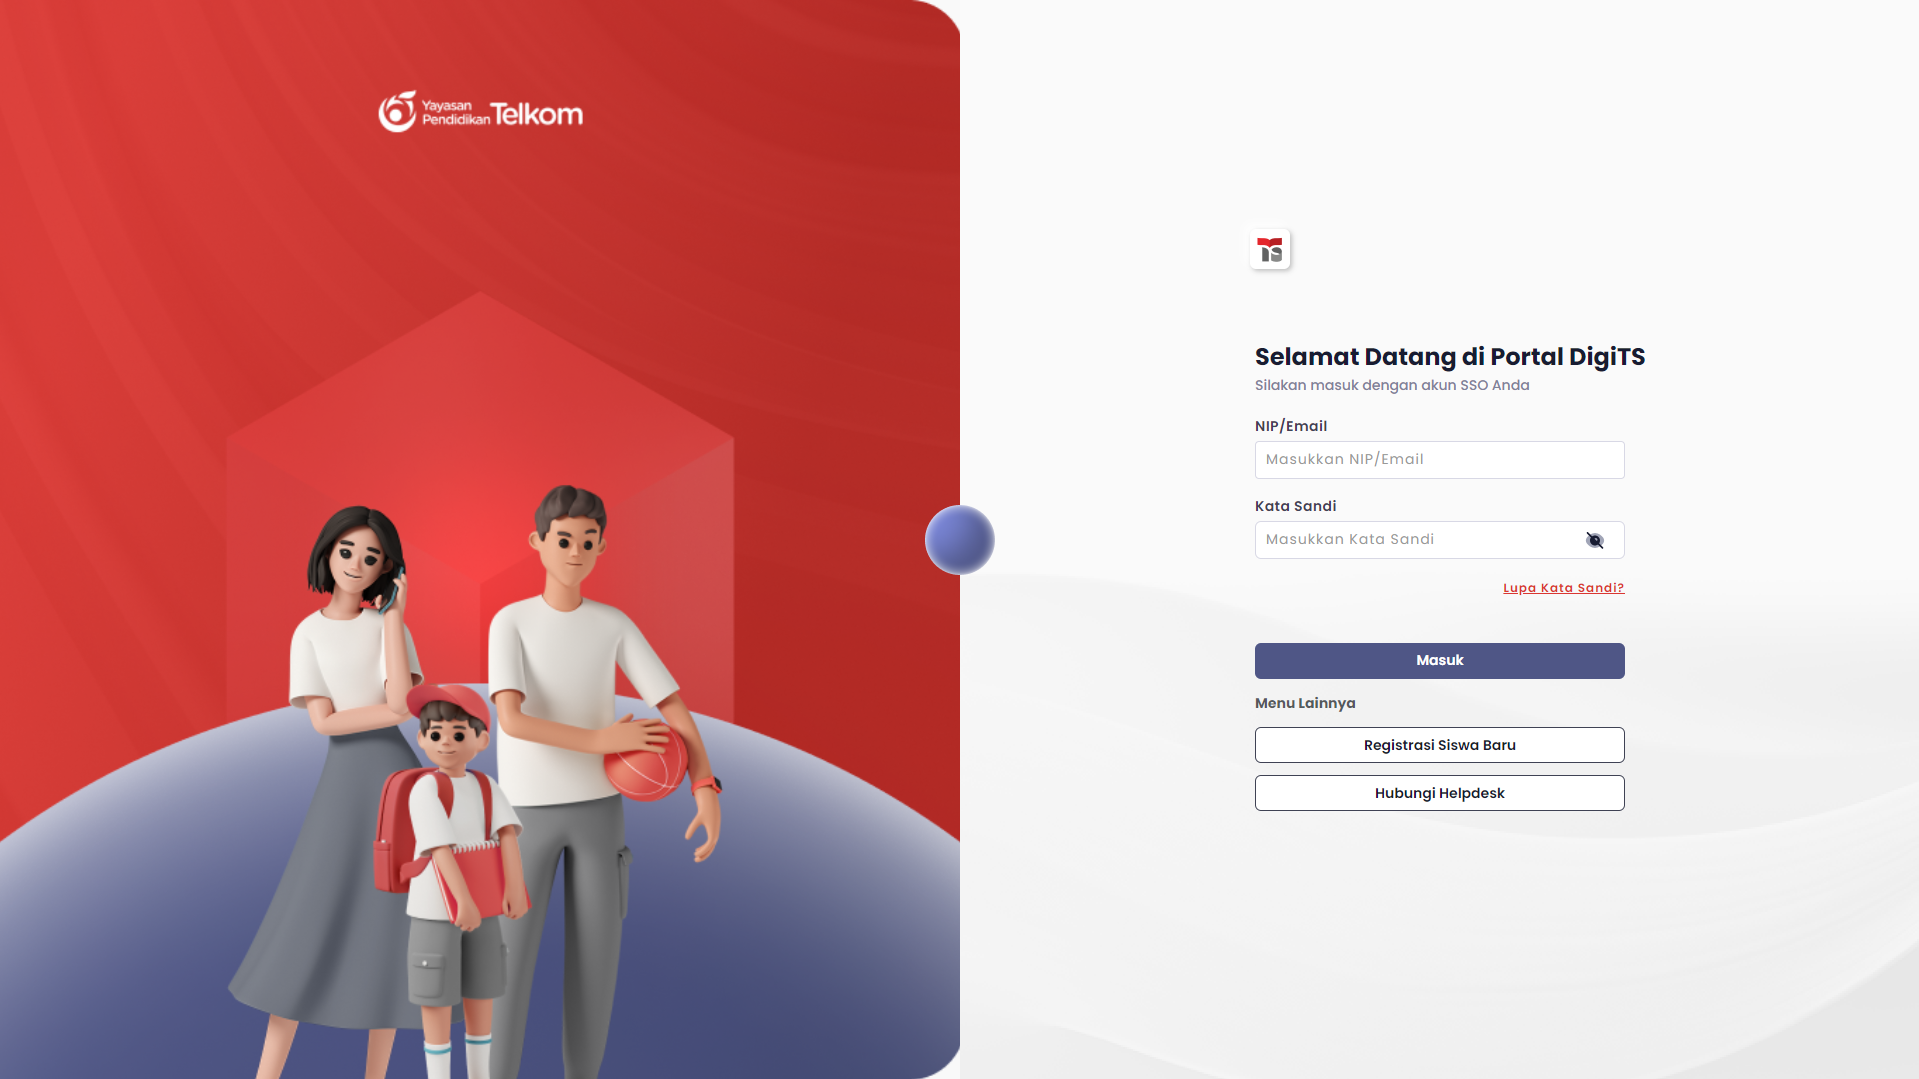 Yayasan
Pendidikan Telkom
TS
Selamat Datang di Portal DigiTS
Silakan masuk dengan akun SSO Anda
NIP/Email
Masukkan NIP/Email
Kata Sandi
Masukkan Kata Sandi
Lupa Kata Sandi?
Masuk
Menu Lainnya
Registrasi Siswa Baru
Hubungi Helpdesk